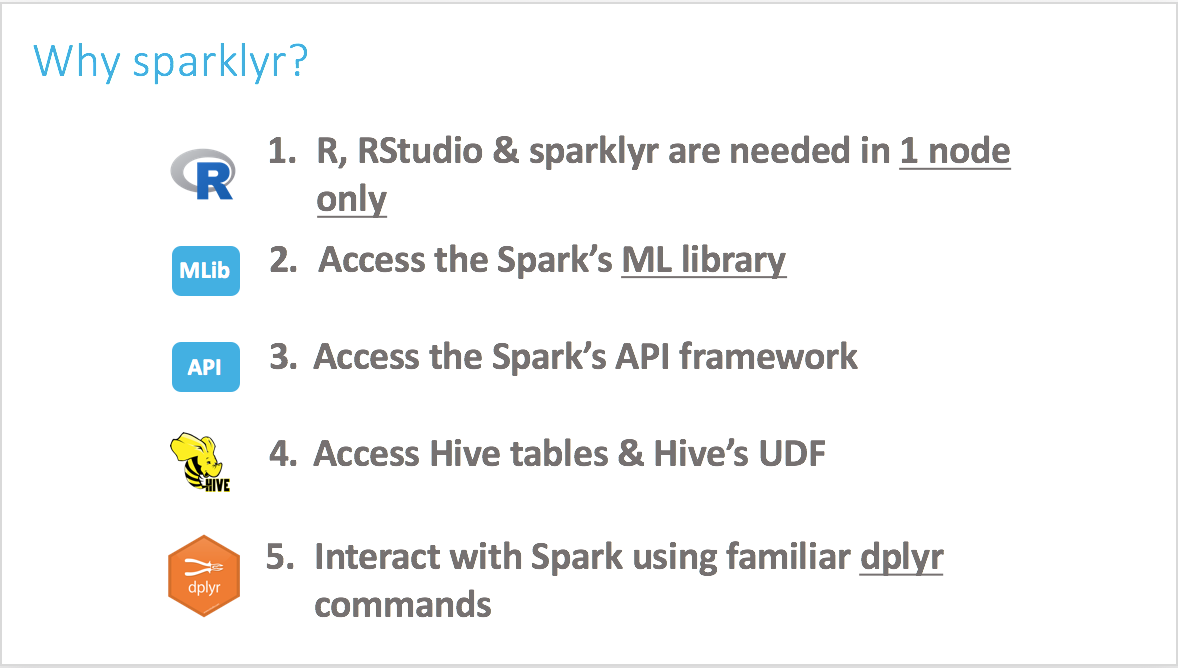 Why sparklyr?
R
1. R, RStudio & sparklyr are needed in 1 node
only
MLib
2. Access the Spark's ML library
API
3. Access the Spark's API framework
HIVE
4. Access Hive tables & Hive's UDF
dplyr
5. Interact with Spark using familiar dplyr
commands